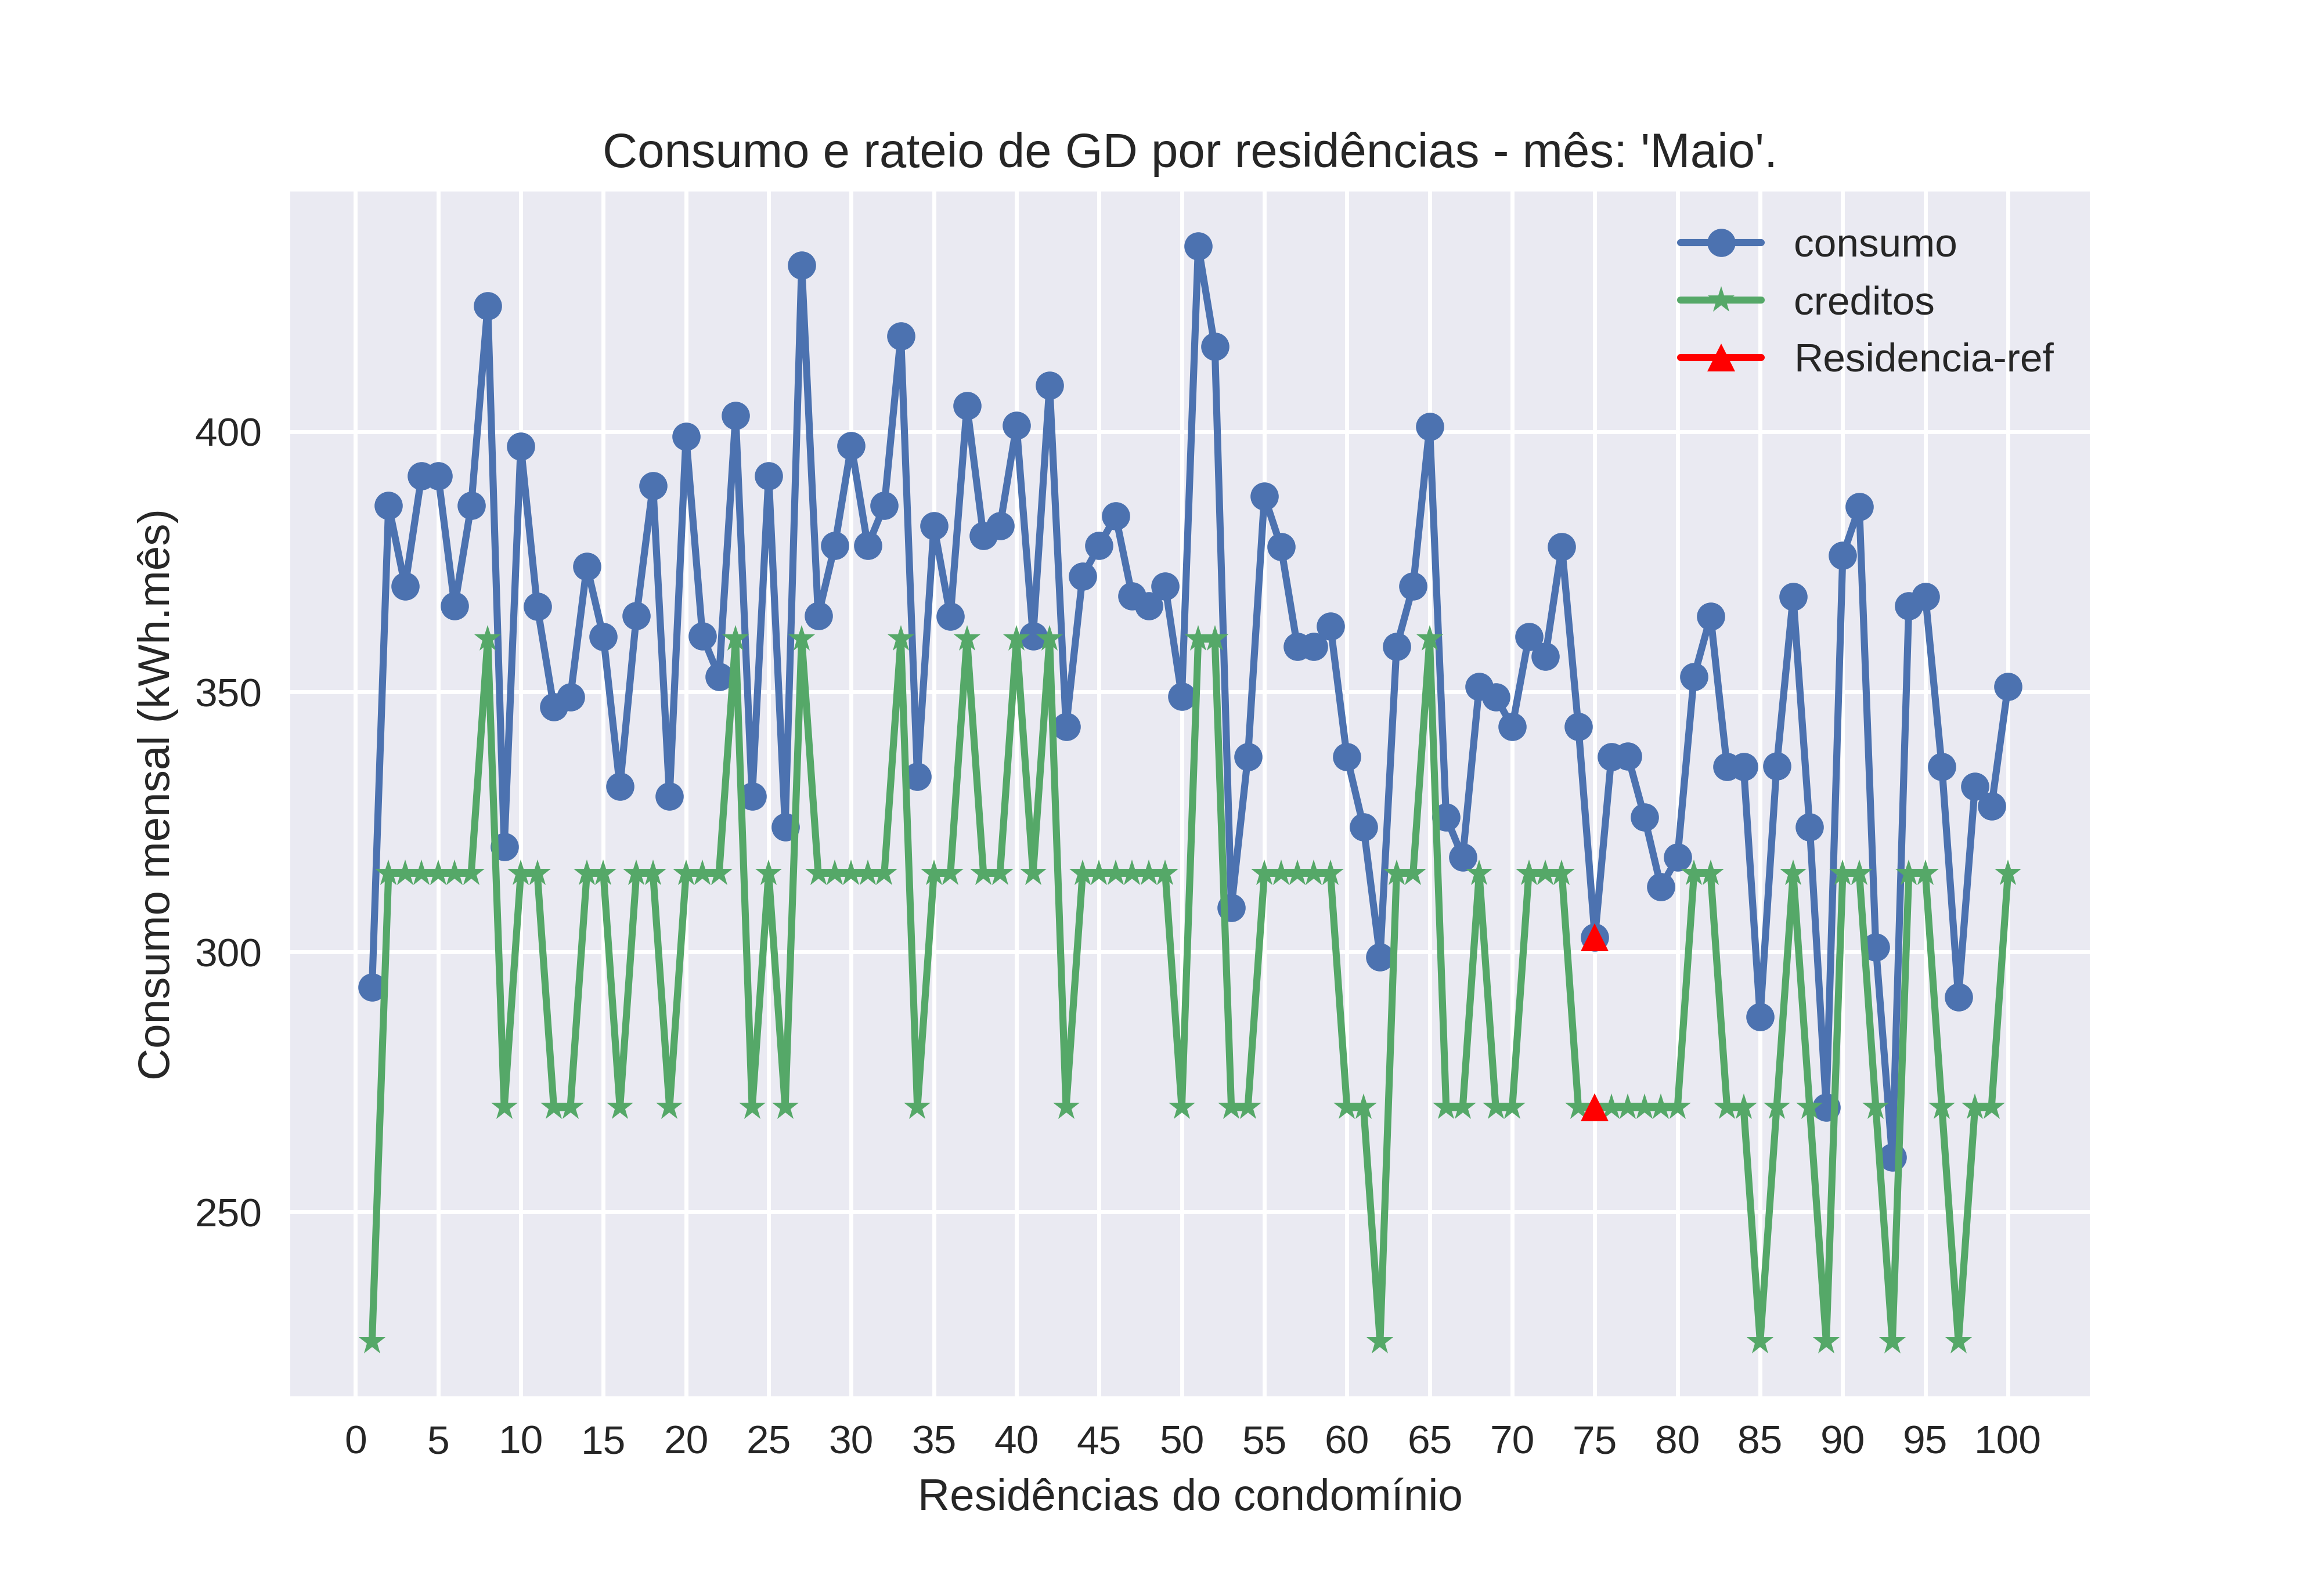 Consumo e rateio de GD por residências - mês: 'Maio'.
consumo
creditos
Residencia-ref
Consumo mensal (kWh.mês)
400
350
300
250
0 5 10 15 20 25 30 35 40 45 50 55 60 65 70 75 80 85 90 95 100
Residências do condomínio